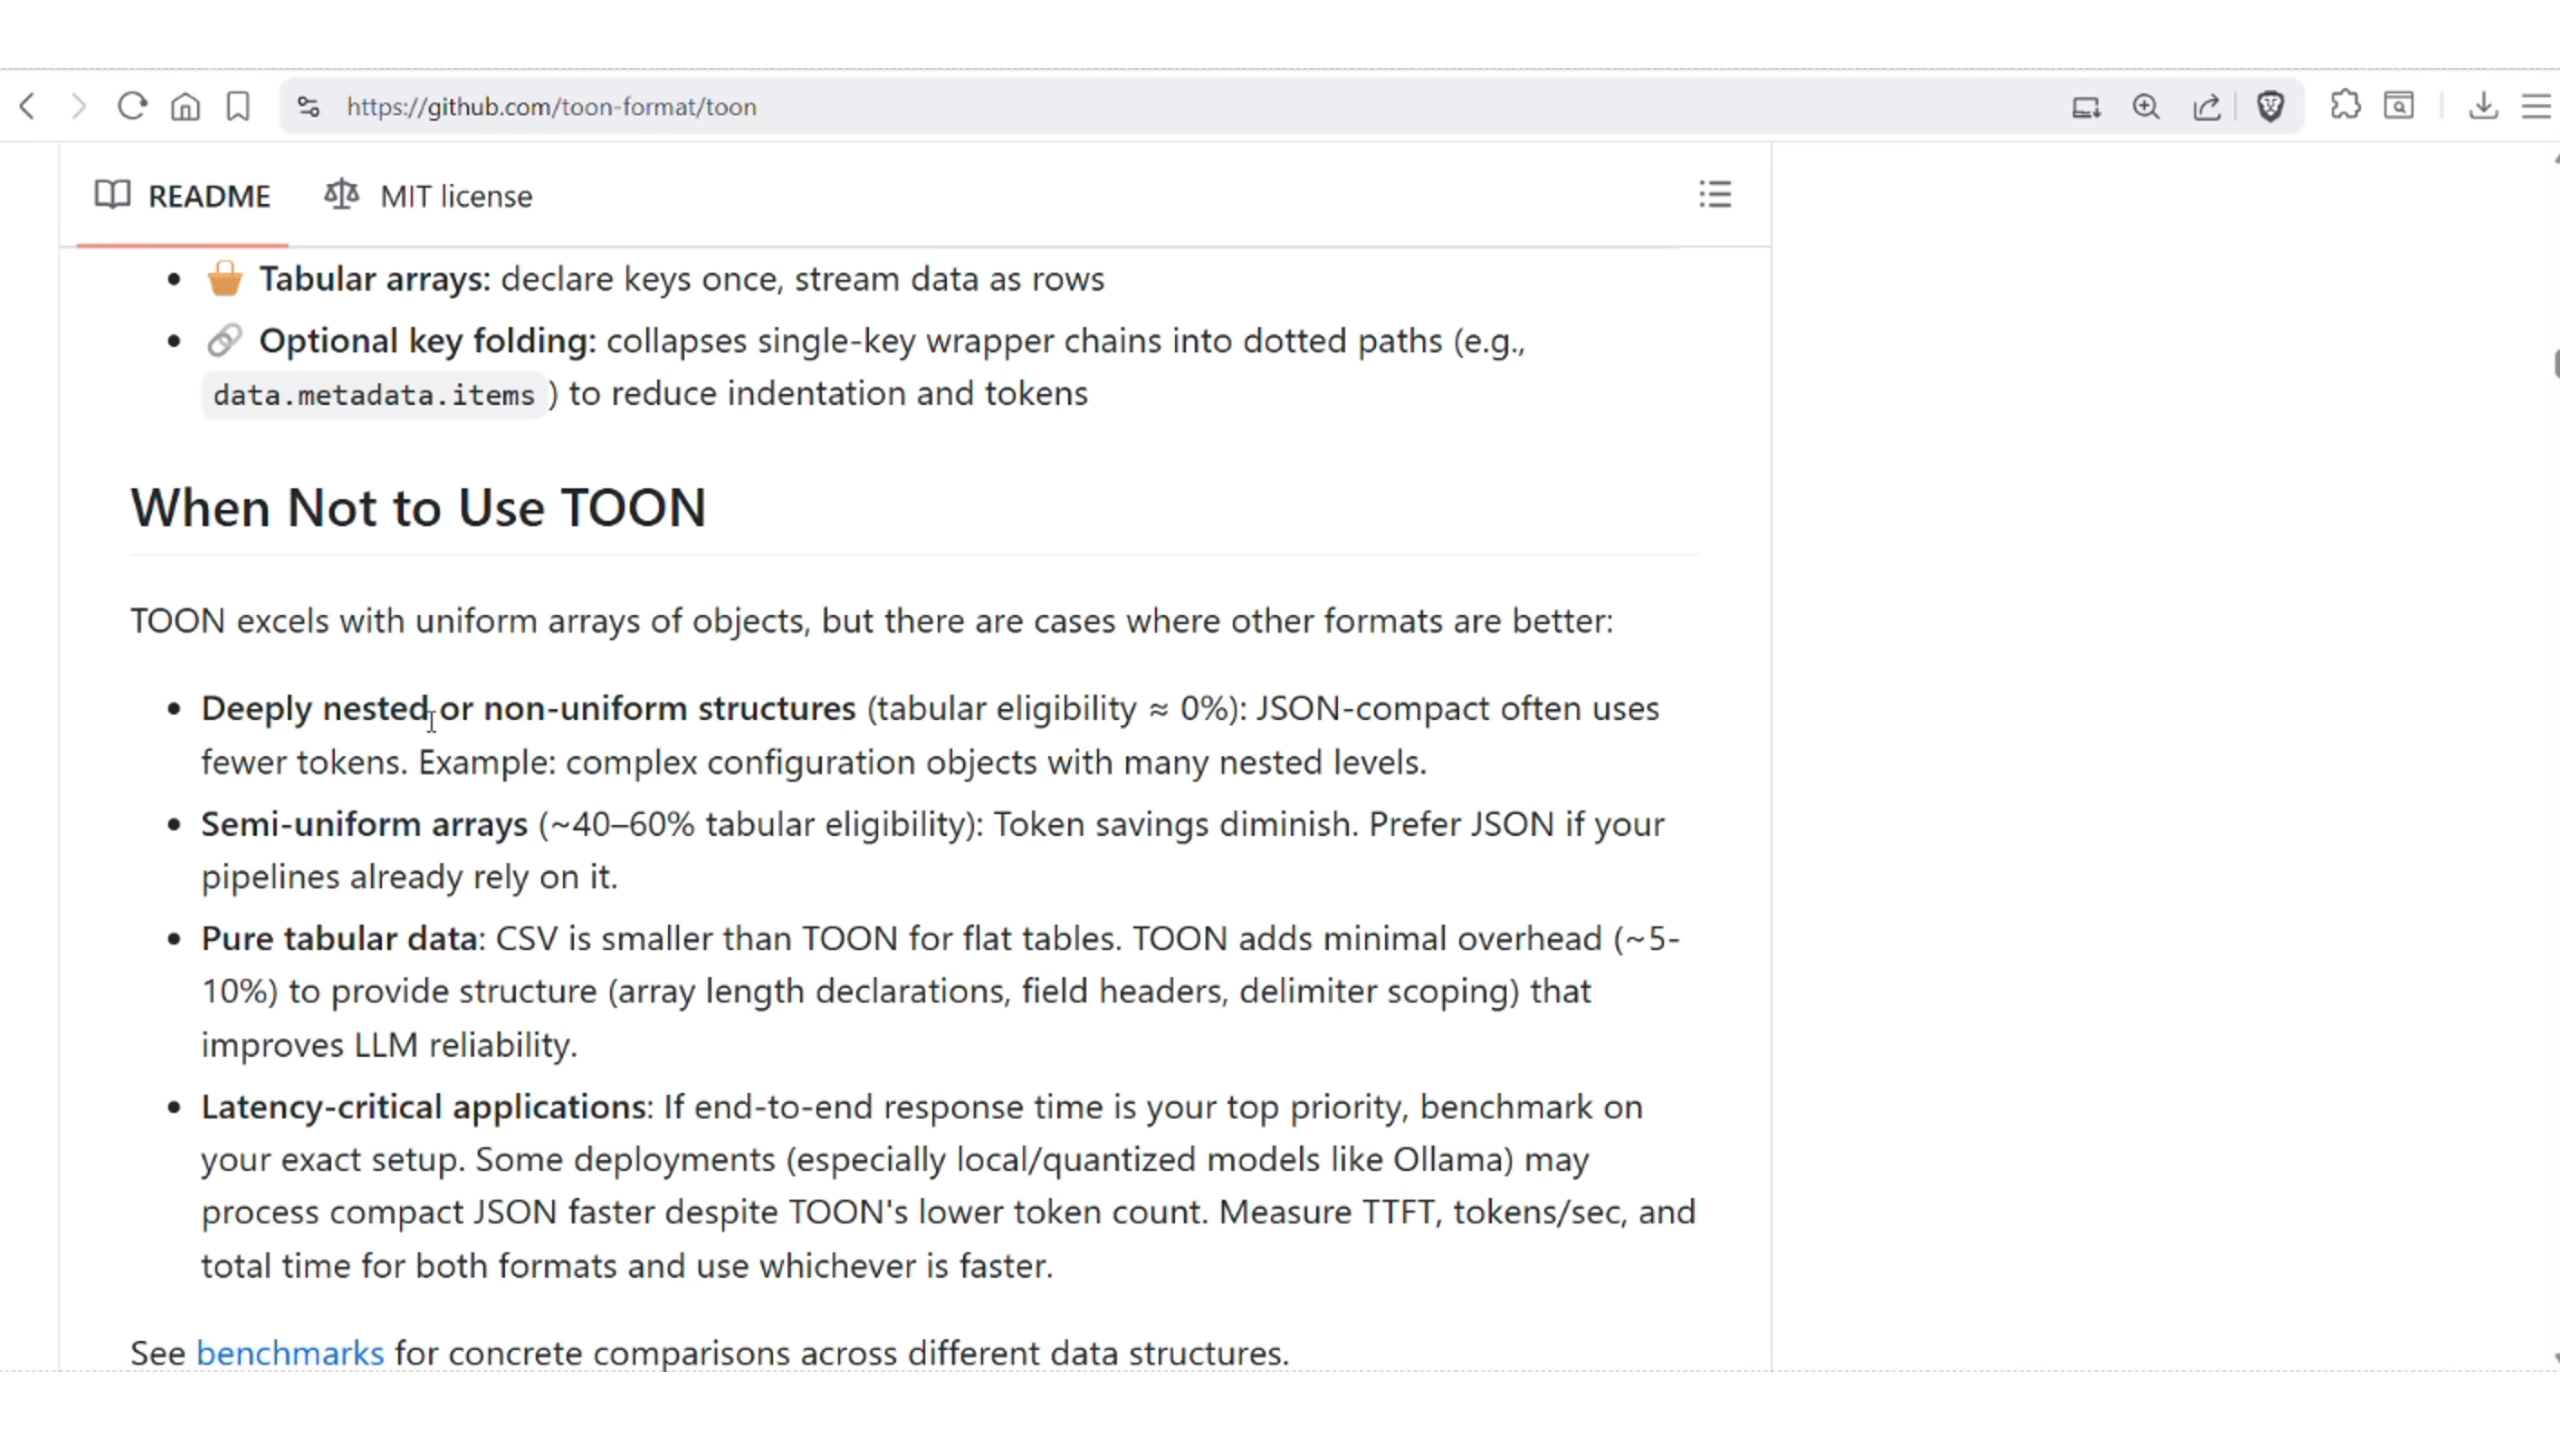 https://github.com/toon-format/toon
README
MIT license
Tabular arrays: declare keys once, stream data as rows
Optional key folding: collapses single-key wrapper chains into dotted paths (e.g.,
data.metadata.items) to reduce indentation and tokens
When Not to Use TOON
TOON excels with uniform arrays of objects, but there are cases where other formats are better:
Deeply nested or non-uniform structures (tabular eligibility ≈ 0%): JSON-compact often uses
fewer tokens. Example: complex configuration objects with many nested levels.
Semi-uniform arrays (~40–60% tabular eligibility): Token savings diminish. Prefer JSON if your
pipelines already rely on it.
Pure tabular data: CSV is smaller than TOON for flat tables. TOON adds minimal overhead (~5-
10%) to provide structure (array length declarations, field headers, delimiter scoping) that
improves LLM reliability.
Latency-critical applications: If end-to-end response time is your top priority, benchmark on
your exact setup. Some deployments (especially local/quantized models like Ollama) may
process compact JSON faster despite TOON's lower token count. Measure TTFT, tokens/sec, and
total time for both formats and use whichever is faster.
See benchmarks for concrete comparisons across different data structures.